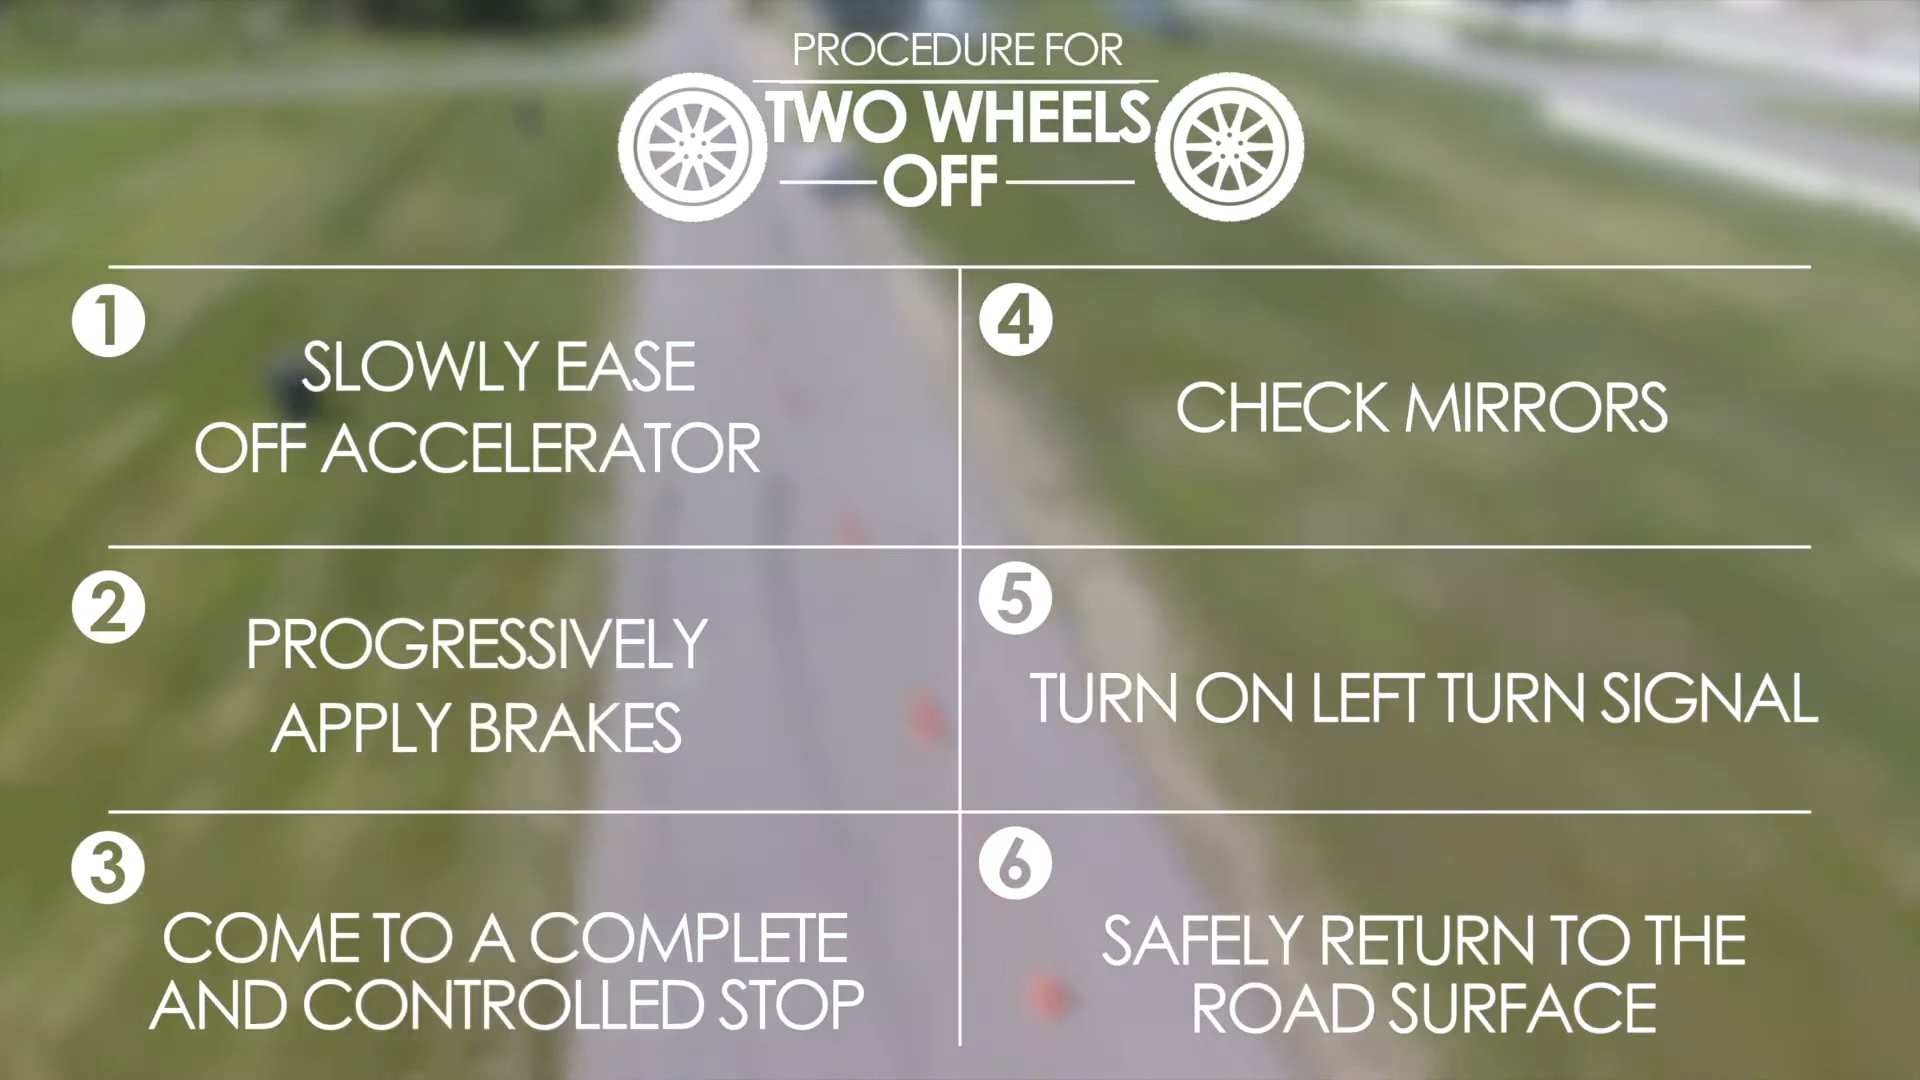 PROCEDURE FOR
TWO WHEELS
OFF
1
SLOWLY EASE
OFF ACCELERATOR
2
PROGRESSIVELY
APPLY BRAKES
3
COME TO A COMPLETE
AND CONTROLLED STOP
4
CHECK MIRRORS
5
TURN ON LEFT TURN SIGNAL
6
SAFELY RETURN TO THE
ROAD SURFACE